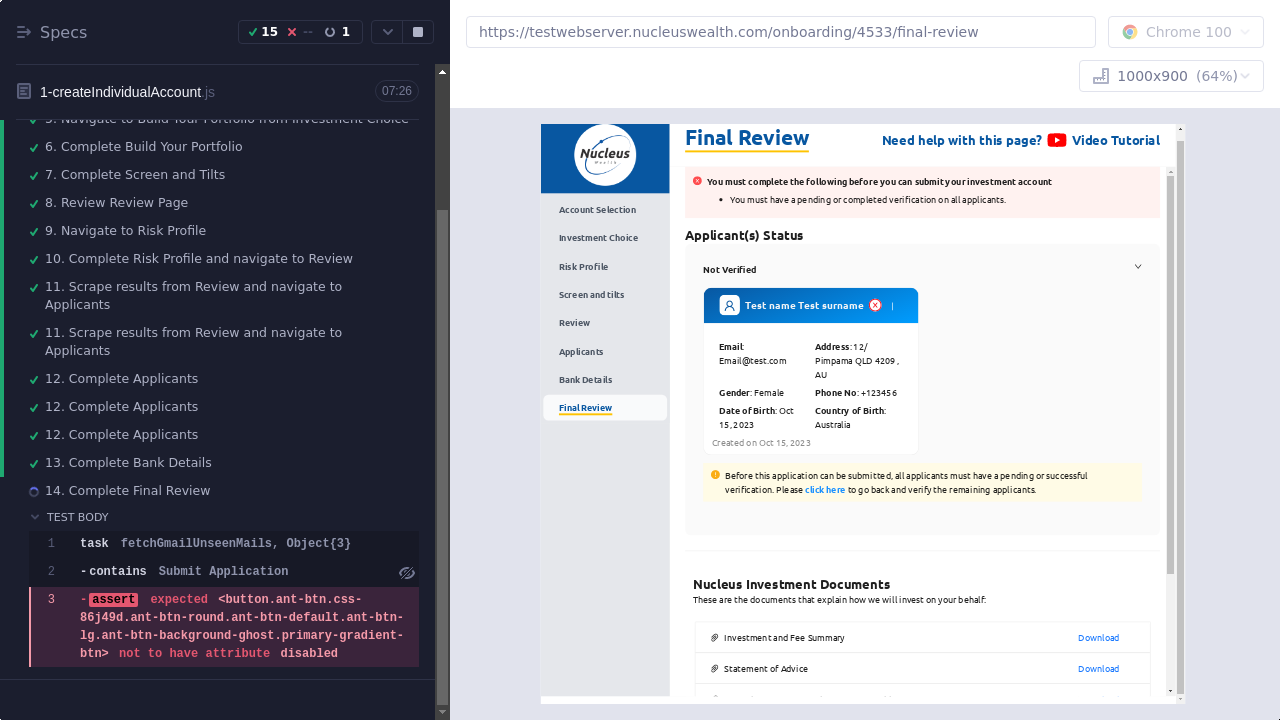 Specs
15
--
1
1-createIndividualAccount.js
07:26
5. Navigate to Build Your Portfolio from Investment Choice
6. Complete Build Your Portfolio
7. Complete Screen and Tilts
8. Review Review Page
9. Navigate to Risk Profile
10. Complete Risk Profile and navigate to Review
11. Scrape results from Review and navigate to
Applicants
11. Scrape results from Review and navigate to
Applicants
12. Complete Applicants
12. Complete Applicants
12. Complete Applicants
13. Complete Bank Details
14. Complete Final Review
TEST BODY
1 task fetchGmailUnseenMails, Object{3}
2 -contains Submit Application
3 -assert expected <button.ant-btn.css-
86j49d.ant-btn-round.ant-btn-default.ant-btn-
lg.ant-btn-background-ghost.primary-gradient-
btn> not to have attribute disabled
https://testwebserver.nucleuswealth.com/onboarding/4533/final-review
Chrome 100
1000x900 (64%)
Nucleus
Wealth
Account Selection
Investment Choice
Risk Profile
Screen and tilts
Review
Applicants
Bank Details
Final Review
Final Review
Need help with this page? Video Tutorial
You must complete the following before you can submit your investment account
• You must have a pending or completed verification on all applicants.
Applicant(s) Status
Not Verified
Test name Test surname |
Email:
Email@test.com
Address: 12/
Pimpama QLD 4209 ,
AU
Gender: Female
Phone No: +123456
Date of Birth: Oct
15, 2023
Country of Birth:
Australia
Created on Oct 15, 2023
Before this application can be submitted, all applicants must have a pending or successful
verification. Please click here to go back and verify the remaining applicants.
Nucleus Investment Documents
These are the documents that explain how we will invest on your behalf:
Investment and Fee Summary Download
Statement of Advice Download